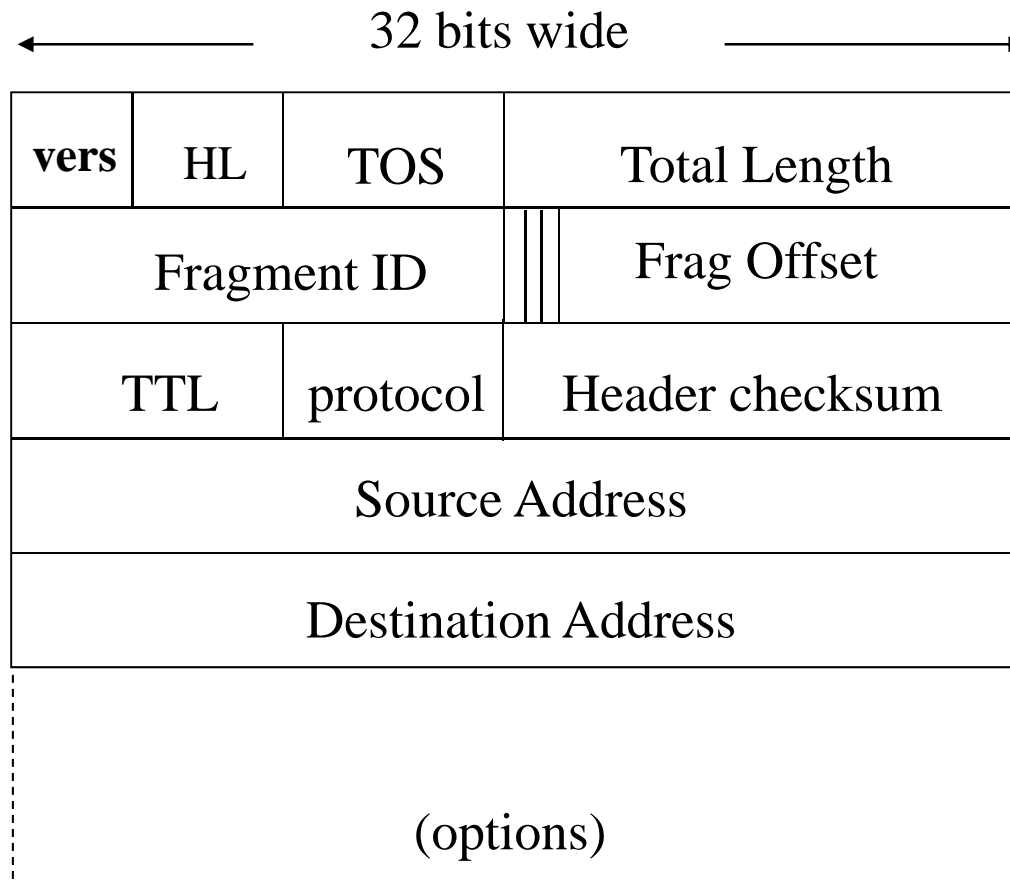 32 bits wide
vers HL TOS Total Length
Fragment ID Frag Offset
TTL protocol Header checksum
Source Address
Destination Address
(options)